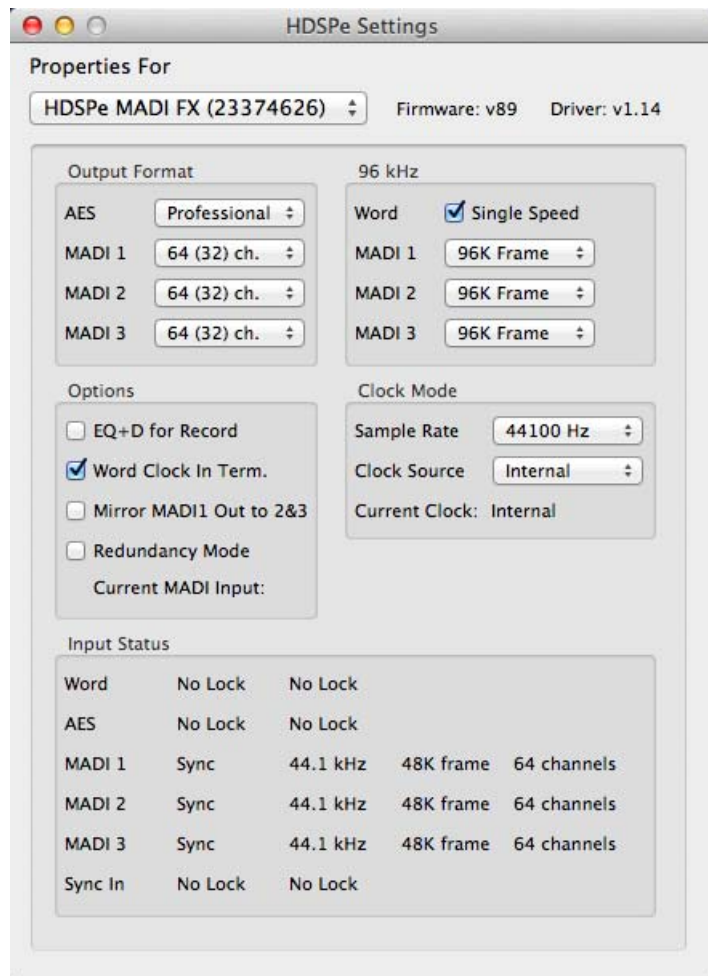 HDSPe Settings
Properties For
HDSPe MADI FX (23374626) Firmware: v89 Driver: v1.14
Output Format
AES Professional
MADI 1 64 (32) ch.
MADI 2 64 (32) ch.
MADI 3 64 (32) ch.
96 kHz
Word Single Speed
MADI 1 96K Frame
MADI 2 96K Frame
MADI 3 96K Frame
Options
EQ+D for Record
Word Clock In Term.
Mirror MADI1 Out to 2&3
Redundancy Mode
Current MADI Input:
Clock Mode
Sample Rate 44100 Hz
Clock Source Internal
Current Clock: Internal
Input Status
Word No Lock No Lock
AES No Lock No Lock
MADI 1 Sync 44.1 kHz 48K frame 64 channels
MADI 2 Sync 44.1 kHz 48K frame 64 channels
MADI 3 Sync 44.1 kHz 48K frame 64 channels
Sync In No Lock No Lock